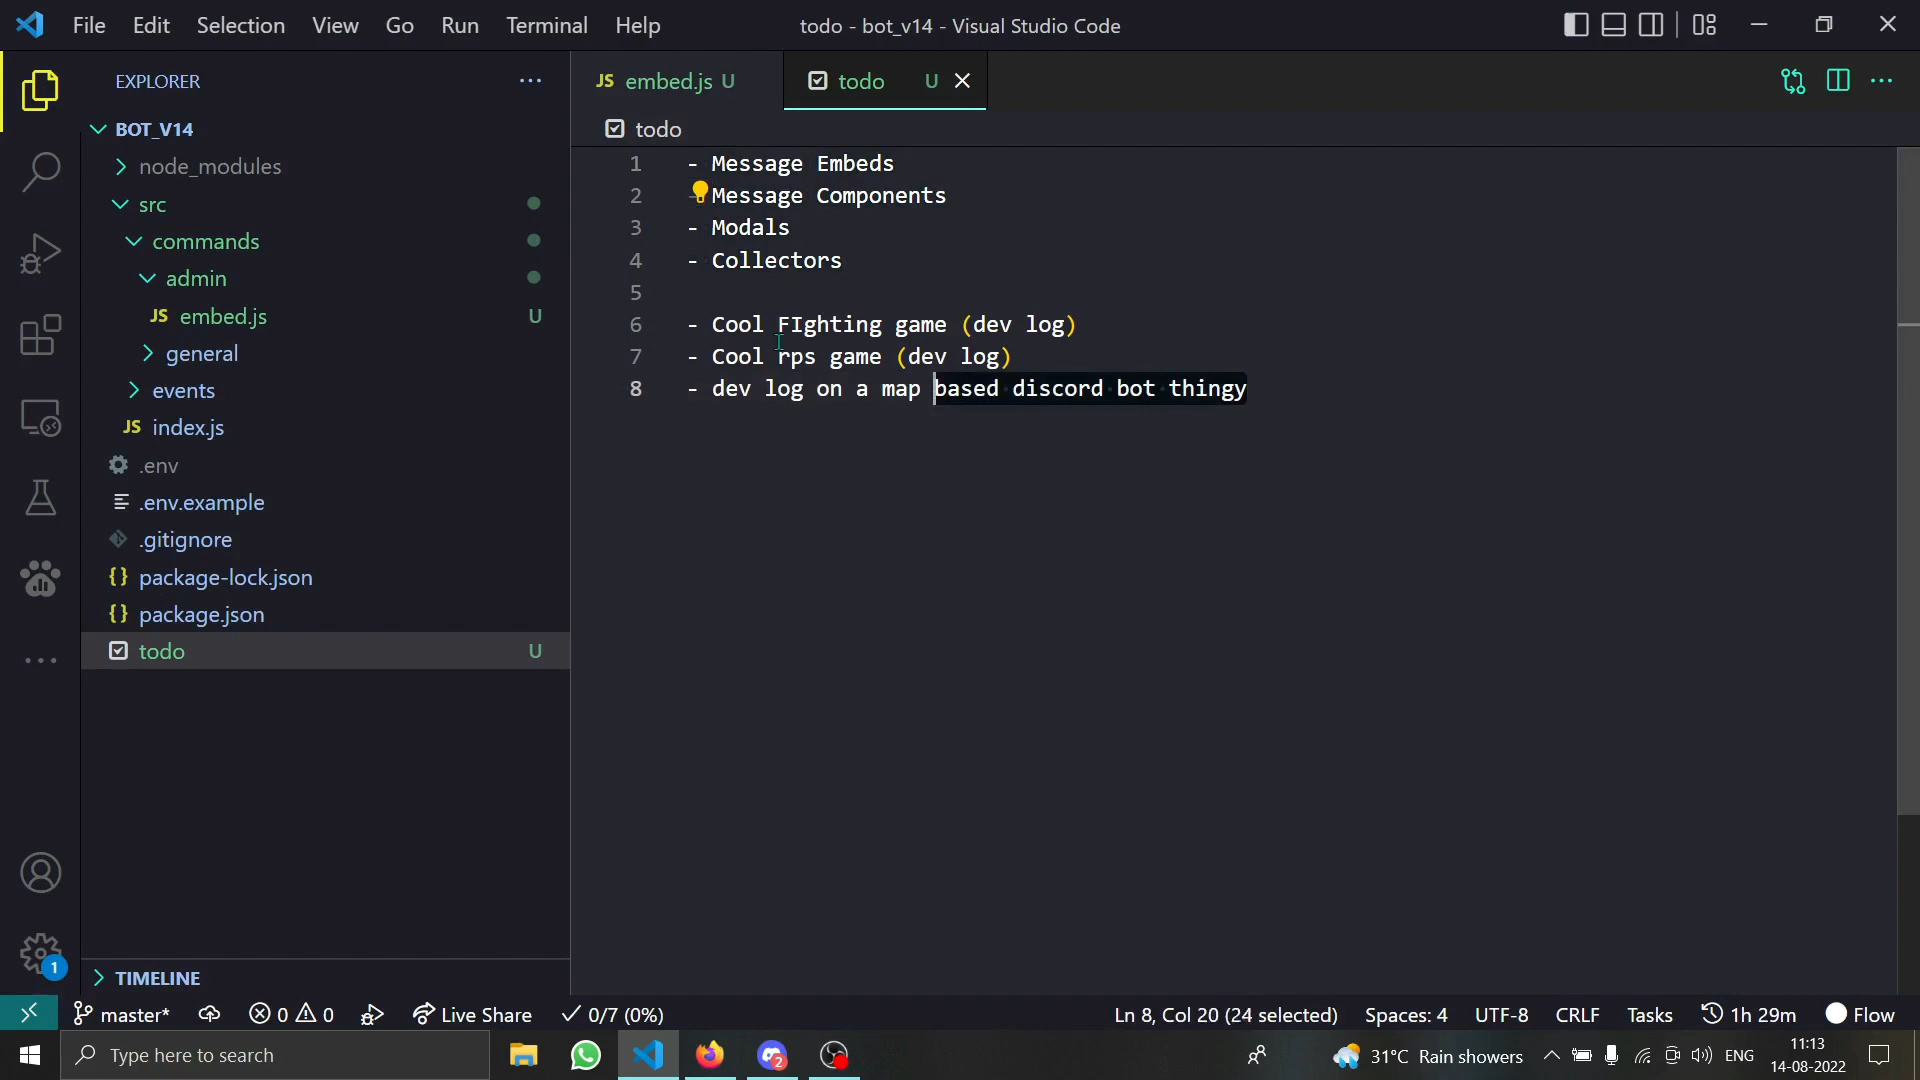 File Edit Selection View Go Run Terminal Help
todo - bot_v14 - Visual Studio Code
EXPLORER
BOT_V14
node_modules
src
commands
admin
JS embed.js U
general
events
JS index.js
.env
.env.example
.gitignore
{} package-lock.json
{} package.json
todo U
TIMELINE
1
JS embed.js U
todo U
todo
1 - Message Embeds
2 - Message Components
3 - Modals
4 - Collectors
5
6 - Cool FIghting game (dev log)
7 - Cool rps game (dev log)
8 - dev log on a map based discord bot thingy
master* 0 0 Live Share 0/7 (0%)
Ln 8, Col 20 (24 selected) Spaces: 4 UTF-8 CRLF Tasks 1h 29m Flow
Type here to search
2
31°C Rain showers ENG
11:13
14-08-2022